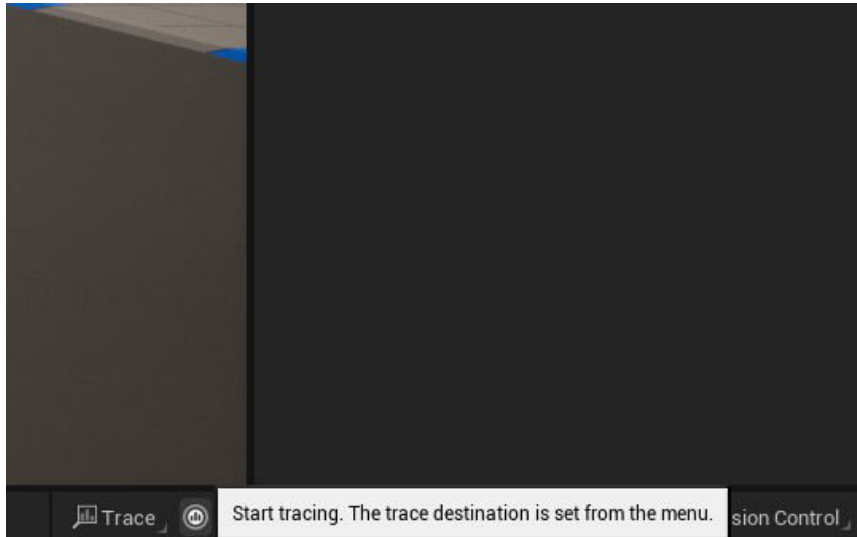 Trace
Start tracing. The trace destination is set from the menu.
sion Control